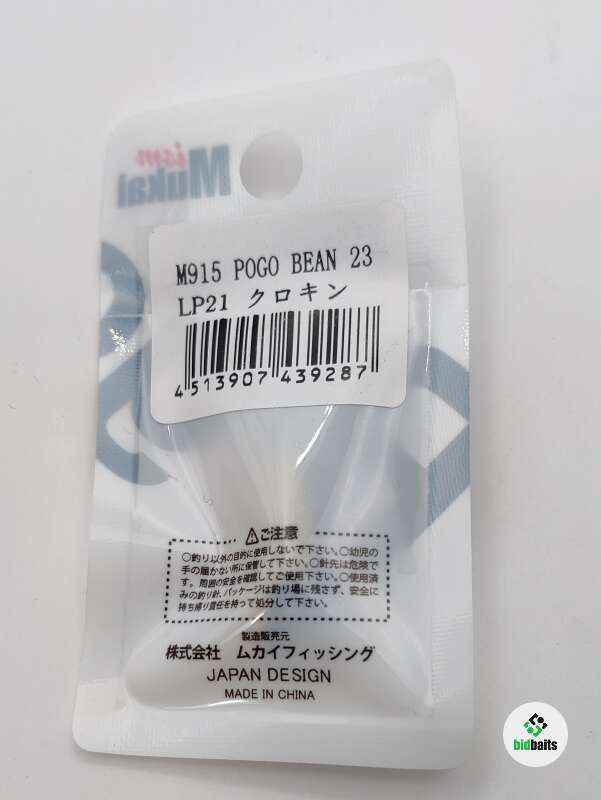 ism
Mukai
M915 POGO BEAN 23
LP21 クロキン
4 513907 439287
⚠ご注意
○釣り以外の目的に使用しないで下さい。○幼児の
手の届かない所に保管して下さい。○針先は危険で
す。周囲の安全を確認してご使用下さい。○使用済
みの釣り針、パッケージは釣り場に残さず、安全に
持ち帰り責任を持って処分して下さい。
製造販売元
株式会社 ムカイフィッシング
JAPAN DESIGN
MADE IN CHINA
bidbaits